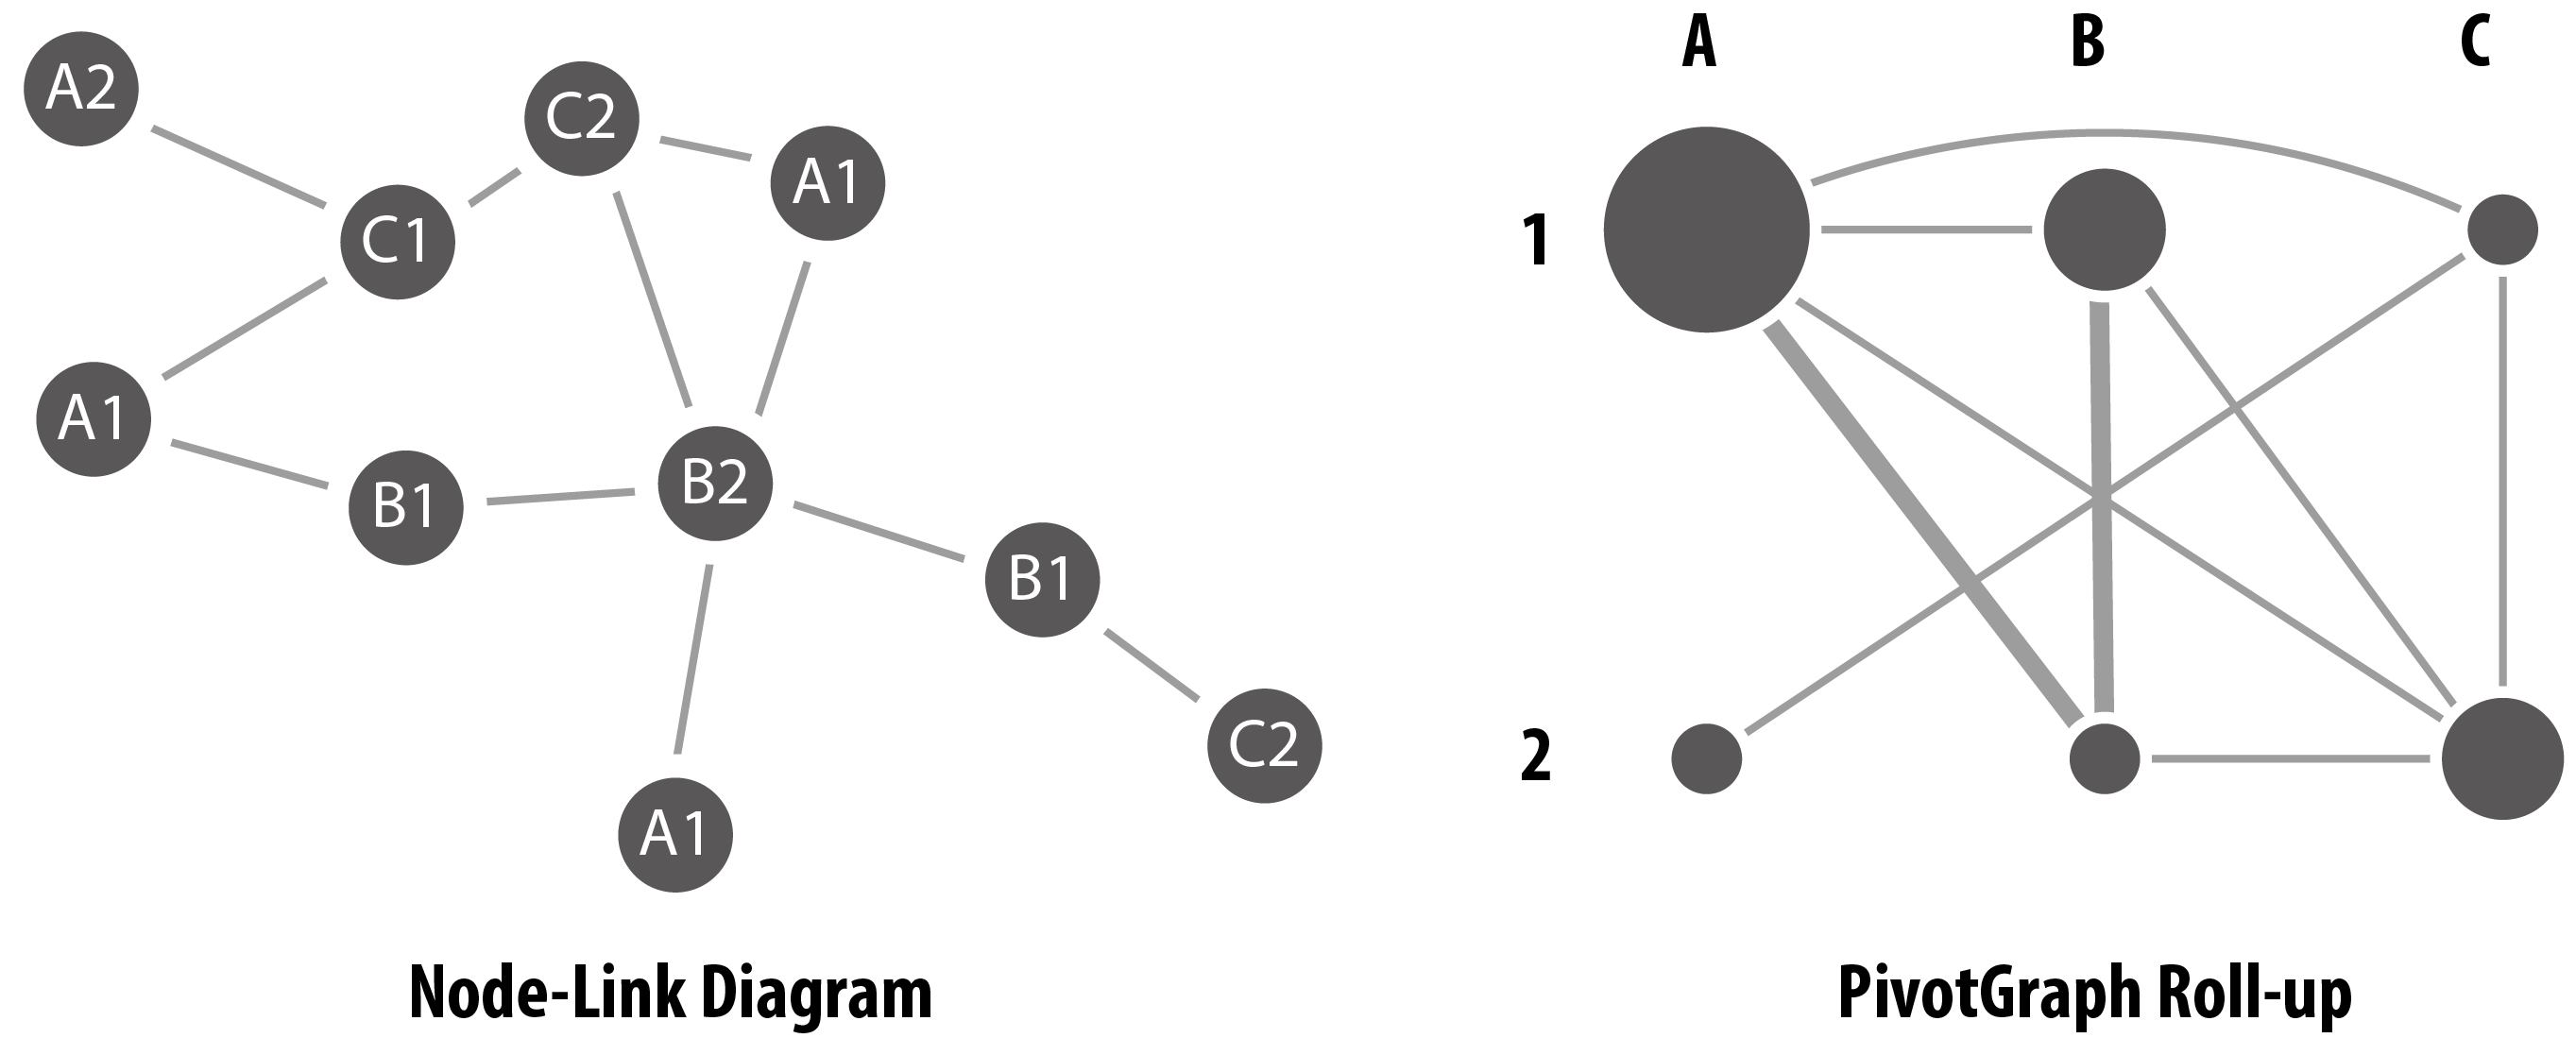 A2
C2
A1
C1
A1
B1
B2
B1
C2
A1
Node-Link Diagram
A B C
1
2
PivotGraph Roll-up